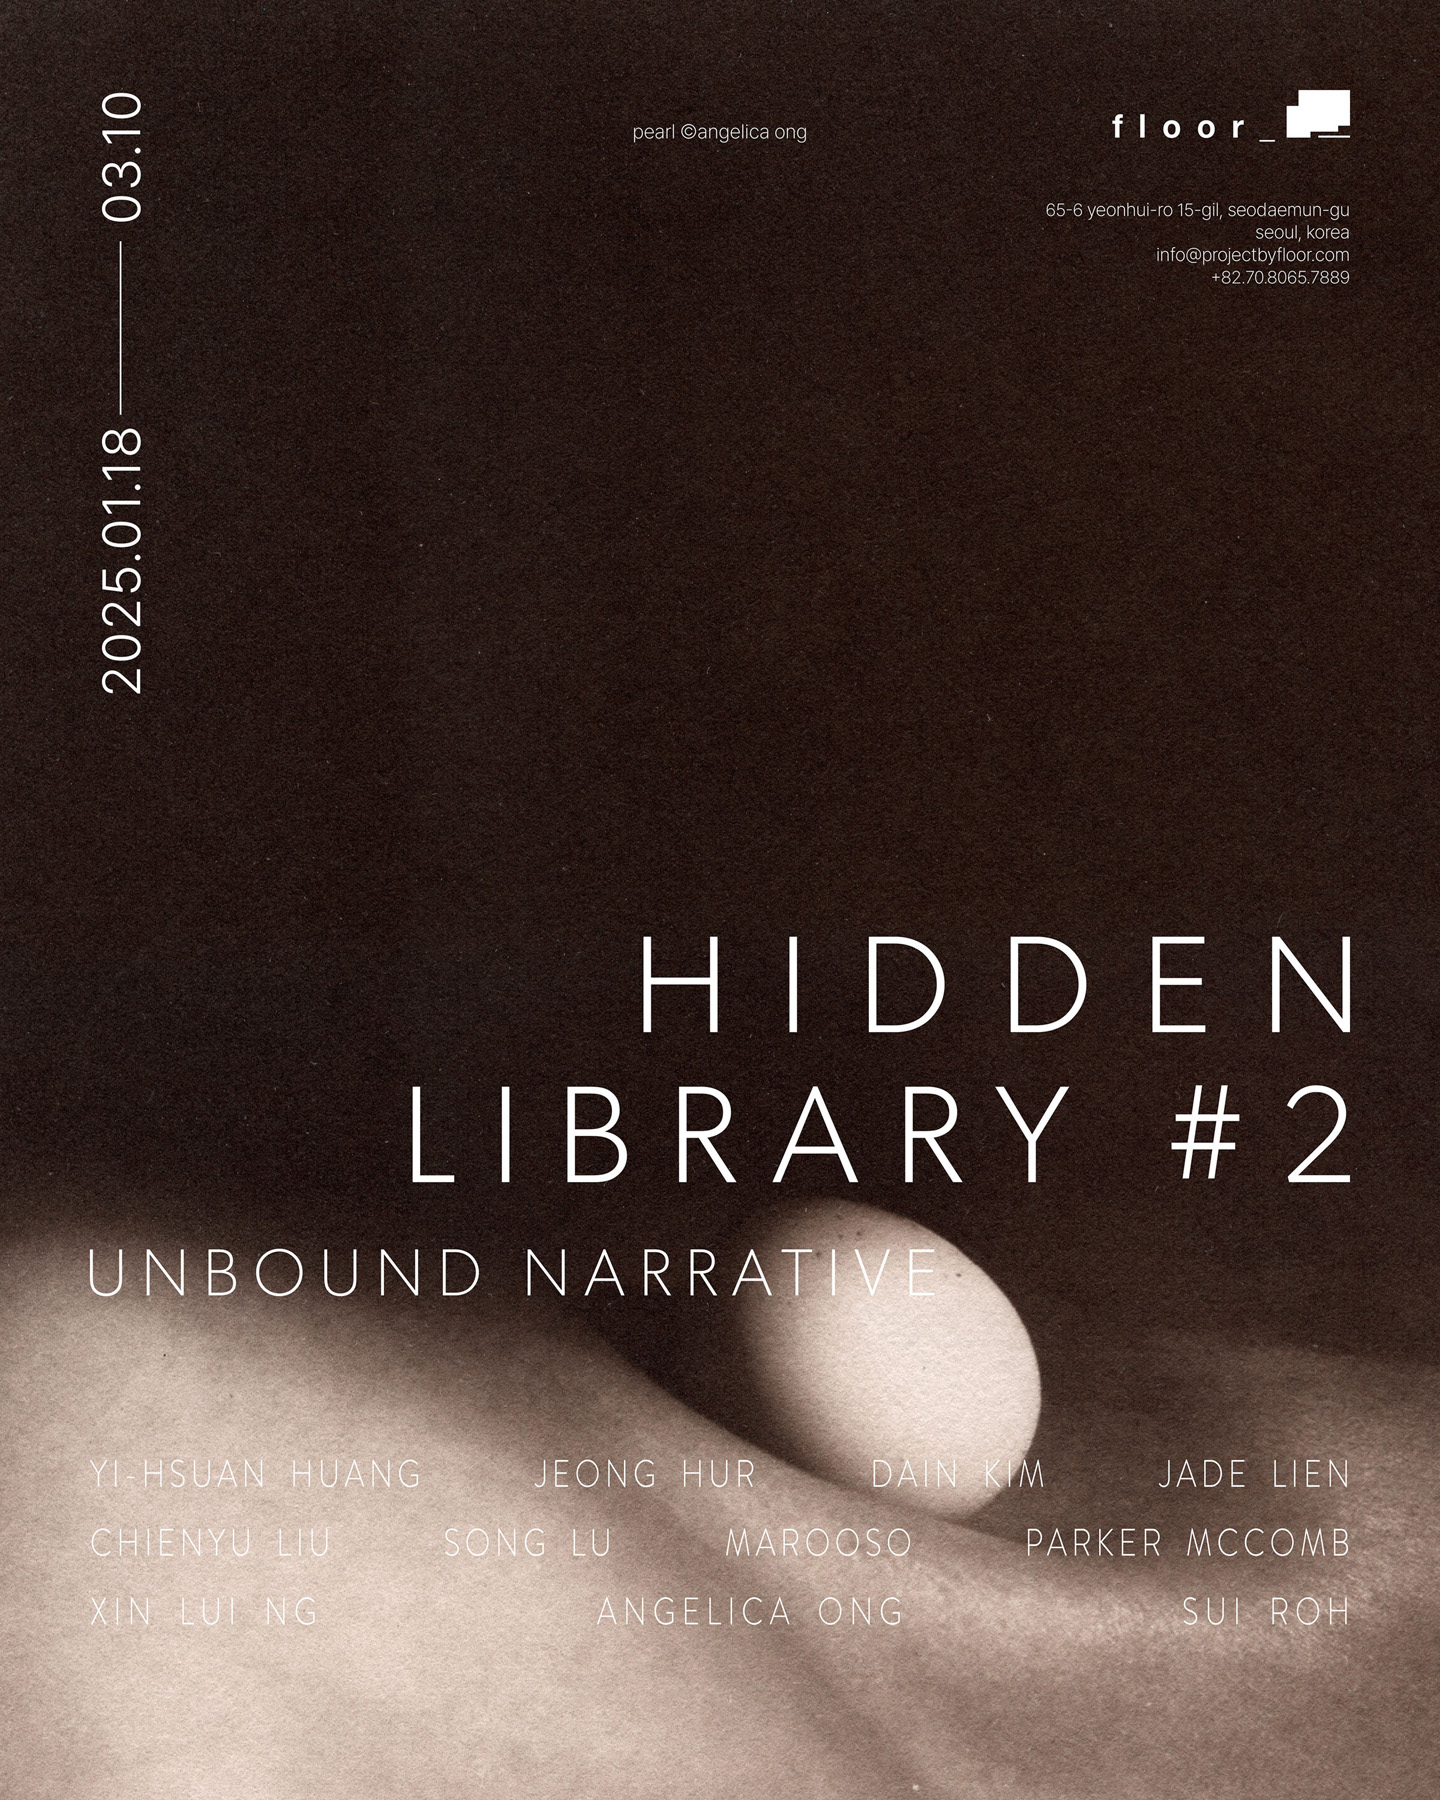 2025.01.18 — 03.10
pearl ©angelica ong
floor_
65-6 yeonhui-ro 15-gil, seodaemun-gu
seoul, korea
info@projectbyfloor.com
+82.70.8065.7889
HIDDEN
LIBRARY #2
UNBOUND NARRATIVE
YI-HSUAN HUANG JEONG HUR DAIN KIM JADE LIEN
CHIENYU LIU SONG LU MAROOSO PARKER MCCOMB
XIN LUI NG ANGELICA ONG SUI ROH